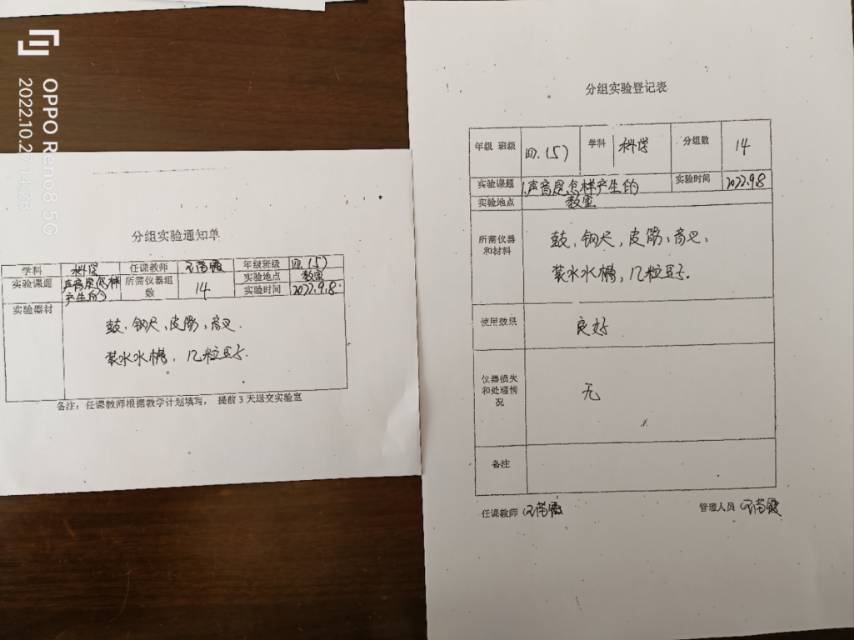 OPPO Reno8 5G
分组实验通知单
学科 科学 任课教师 年级班级 四.(5)
实验课题 声音是怎样产生的 所需仪器组数 14 实验地点 教室
实验时间 2022.9.8.
实验器材
鼓、钢尺、皮筋、音叉.
装水水槽, 几粒豆子.
备注:任课教师根据教学计划填写, 提前3天送交实验室
分组实验登记表
年级 班级 四.(5) 学科 科学 分组数 14
实验课题 1.声音是怎样产生的 实验时间 2022.9.8
实验地点 教室
所需仪器和材料
鼓、钢尺, 皮筋, 音叉、
装水水槽, 几粒豆子.
使用效果 良好
仪器损失和处理情况 无
备注
任课教师 管理人员